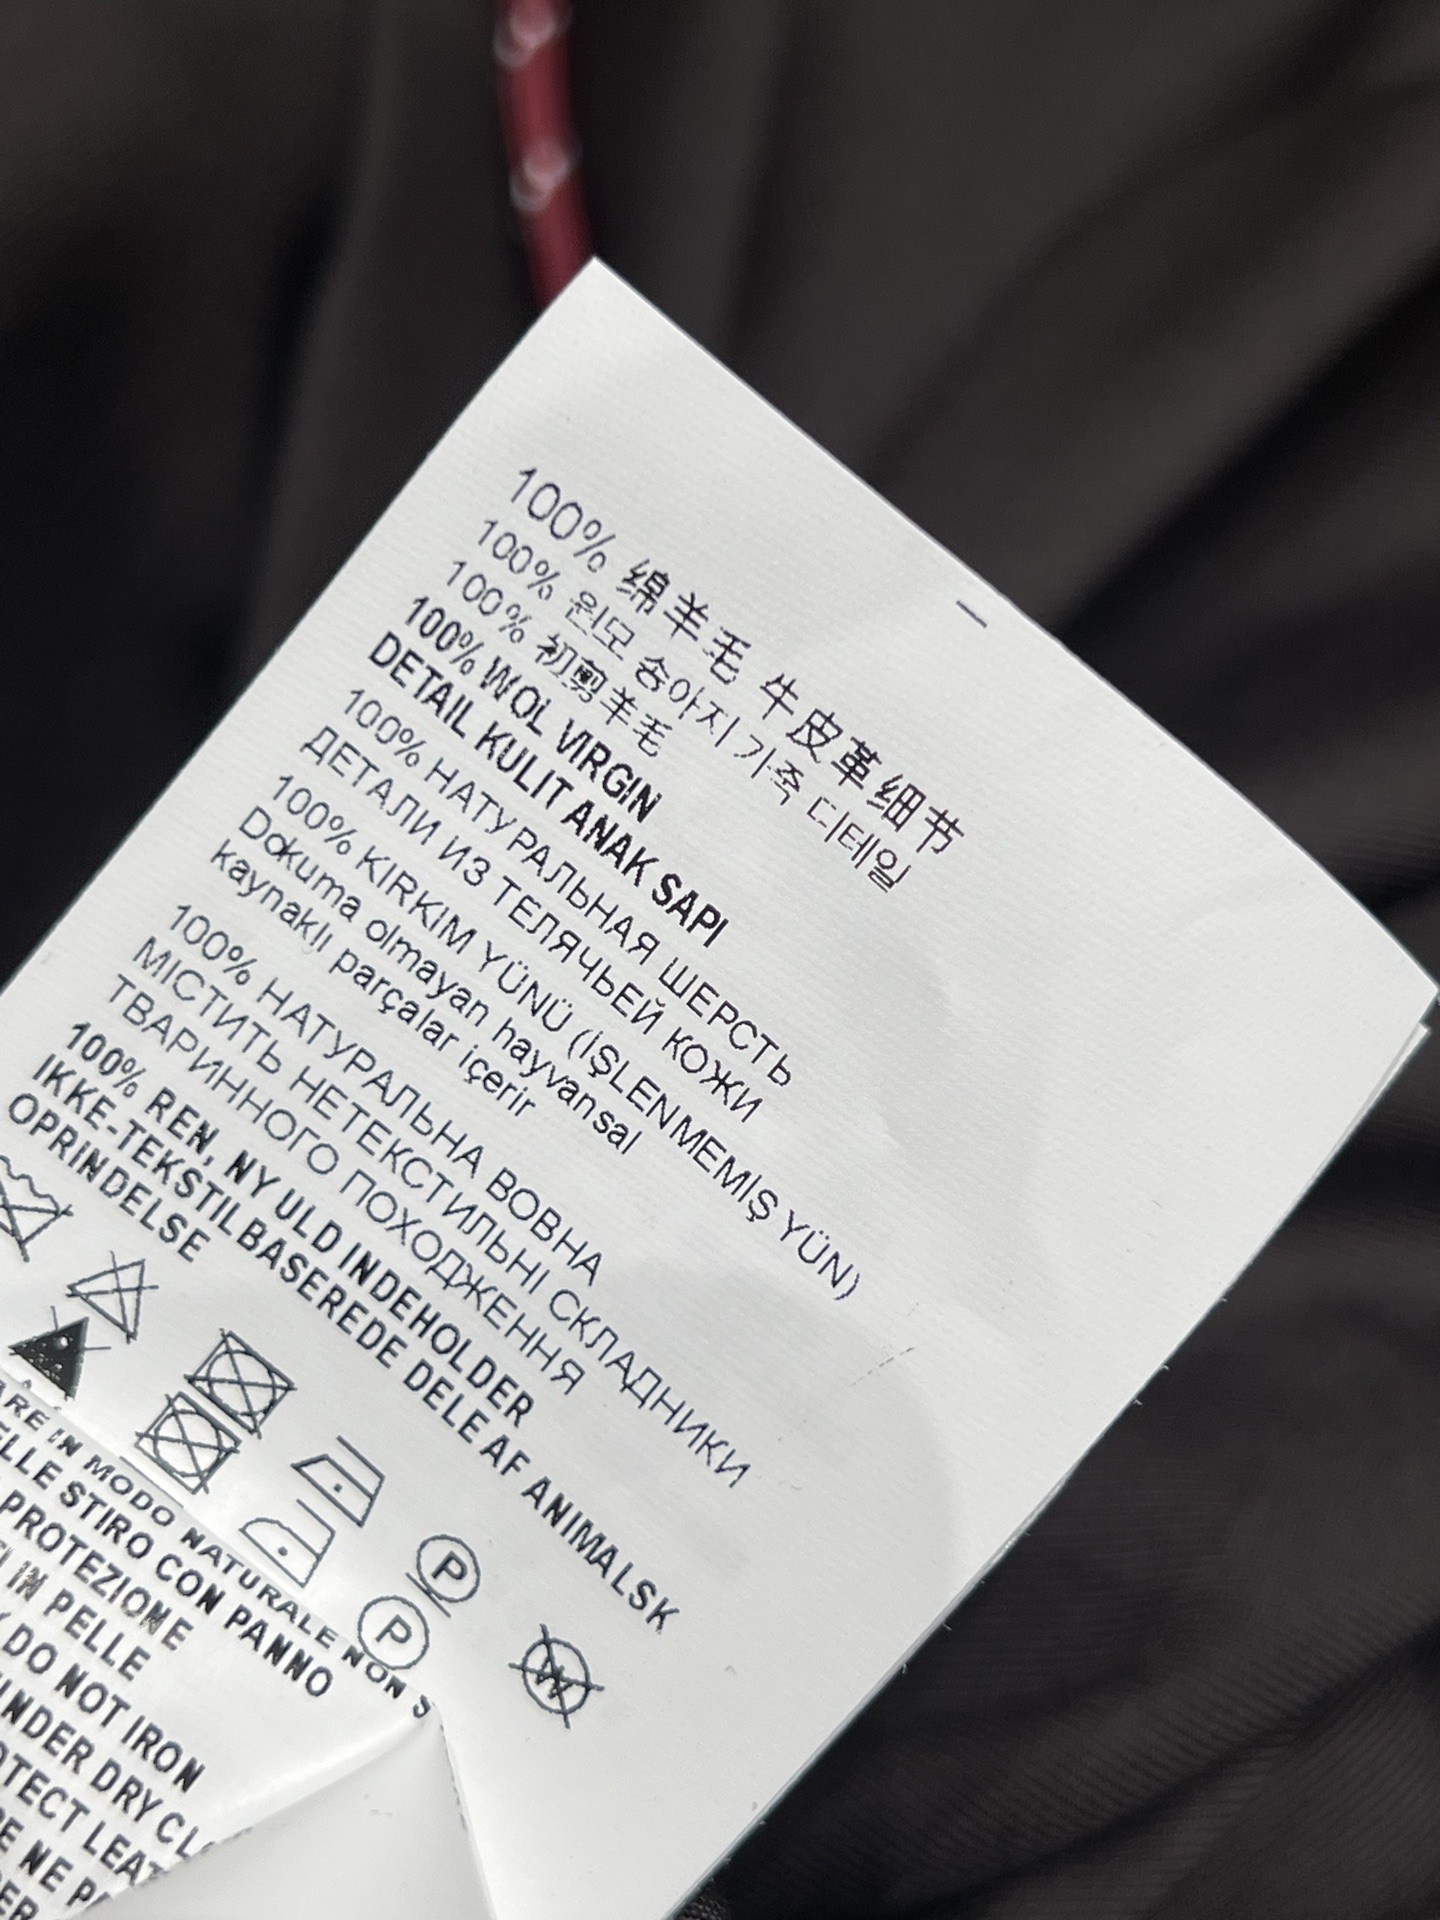 100% 绵羊毛 牛皮革细节
100% 원모 송아지 가죽 디테일
100% 初剪羊毛
100% WOL VIRGIN
DETAIL KULIT ANAK SAPI
100% НАТУРАЛЬНАЯ ШЕРСТЬ
ДЕТАЛИ ИЗ ТЕЛЯЧЬЕЙ КОЖИ
100% KIRKIM YÜNÜ (İŞLENMEMİŞ YÜN)
Dokuma olmayan hayvansal
kaynaklı parçalar içerir
100% НАТУРАЛЬНА ВОВНА
МІСТИТЬ НЕТЕКСТИЛЬНІ СКЛАДНИКИ
ТВАРИННОГО ПОХОДЖЕННЯ
100% REN, NY ULD INDEHOLDER
IKKE-TEKSTILBASEREDE DELE AF ANIMALSK
OPRINDELSE
P
P
W
IN MODO NATURALE NON S
STIRO CON PANNO
PROTEZIONE
IN PELLE
DO NOT IRON
UNDER DRY
NE